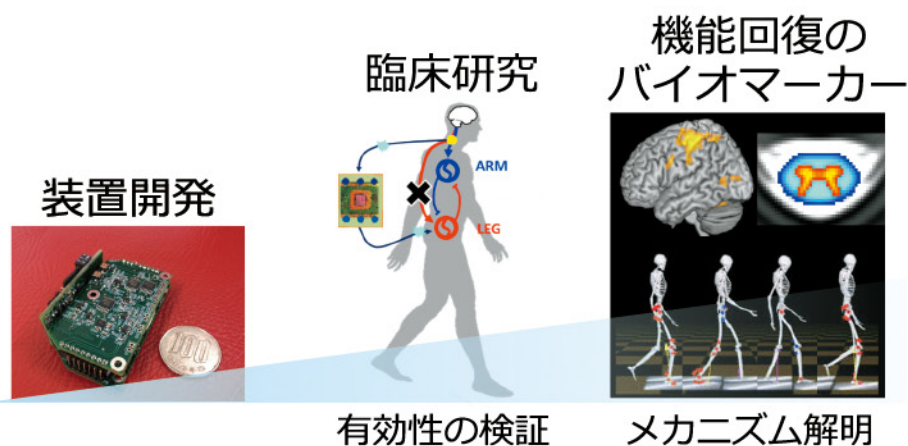 装置開発
100
臨床研究
ARM
LEG
有効性の検証
機能回復の
バイオマーカー
メカニズム解明